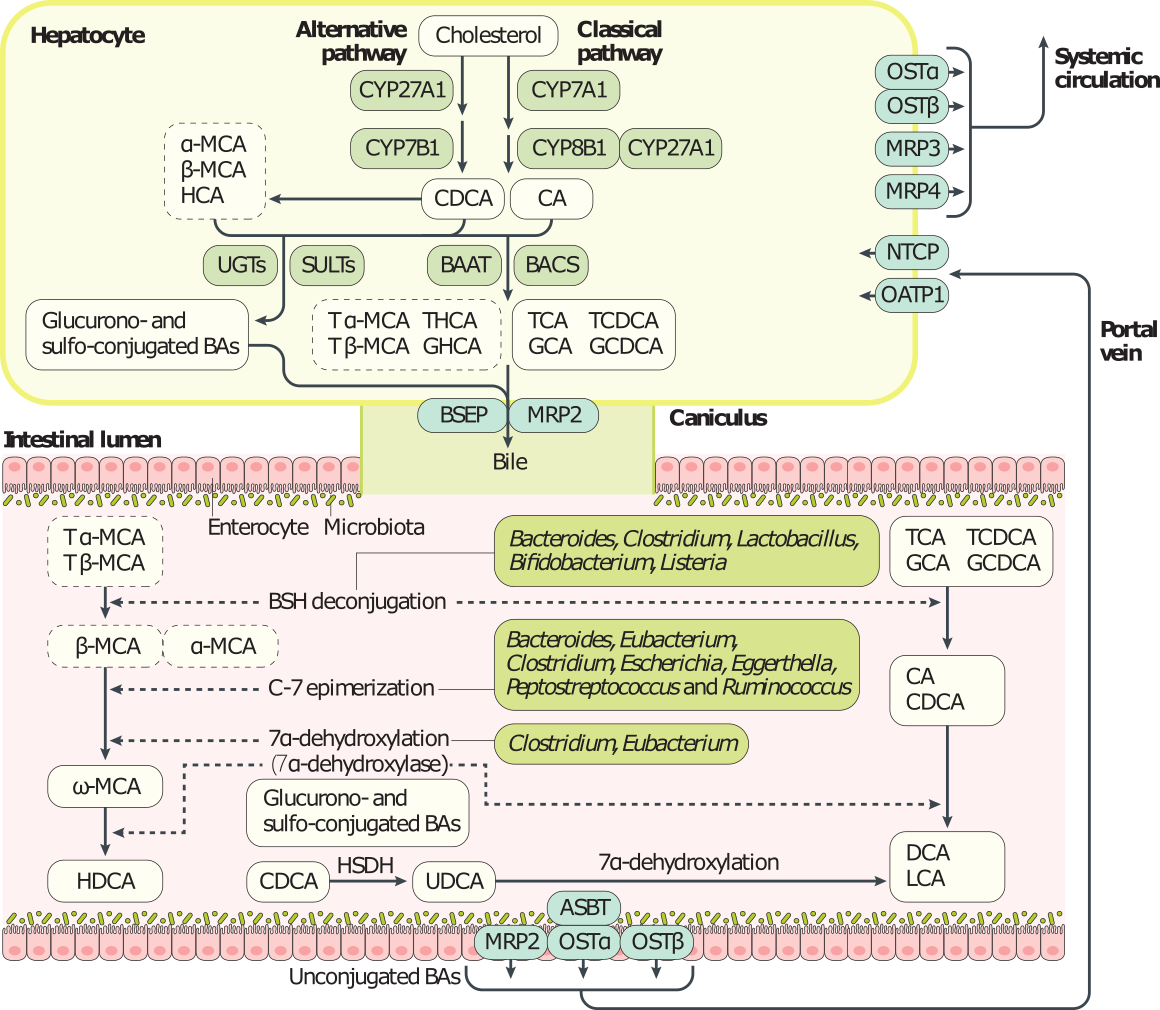 Hepatocyte
Alternative
pathway
Cholesterol
Classical
pathway
CYP27A1
CYP7A1
CYP7B1
CYP8B1
CYP27A1
α-MCA
β-MCA
HCA
CDCA
CA
UGTs
SULTs
BAAT
BACS
Glucurono- and
sulfo-conjugated BAs
Tα-MCA THCA
Tβ-MCA GHCA
TCA TCDCA
GCA GCDCA
OSTα
OSTβ
MRP3
MRP4
NTCP
OATP1
Systemic
circulation
Portal
vein
BSEP
MRP2
Caniculus
Bile
Intestinal lumen
Enterocyte
Microbiota
Tα-MCA
Tβ-MCA
Bacteroides, Clostridium, Lactobacillus,
Bifidobacterium, Listeria
TCA TCDCA
GCA GCDCA
BSH deconjugation
β-MCA
α-MCA
Bacteroides, Eubacterium,
Clostridium, Escherichia, Eggerthella,
Peptostreptococcus and Ruminococcus
C-7 epimerization
CA
CDCA
7α-dehydroxylation
(7α-dehydroxylase)
Clostridium, Eubacterium
ω-MCA
Glucurono- and
sulfo-conjugated BAs
HDCA
CDCA
HSDH
UDCA
7α-dehydroxylation
DCA
LCA
ASBT
MRP2
OSTα
OSTβ
Unconjugated BAs